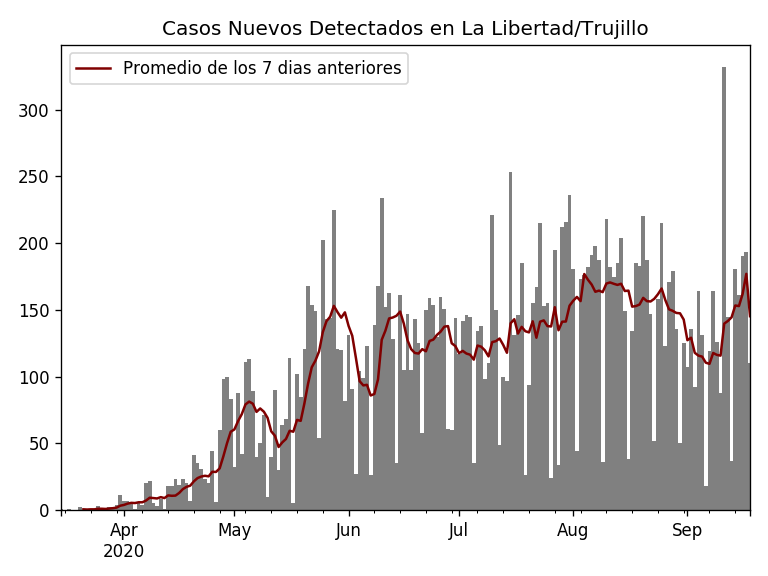 Casos Nuevos Detectados en La Libertad/Trujillo
Promedio de los 7 dias anteriores
300
250
200
150
100
50
0
Apr
2020
May
Jun
Jul
Aug
Sep